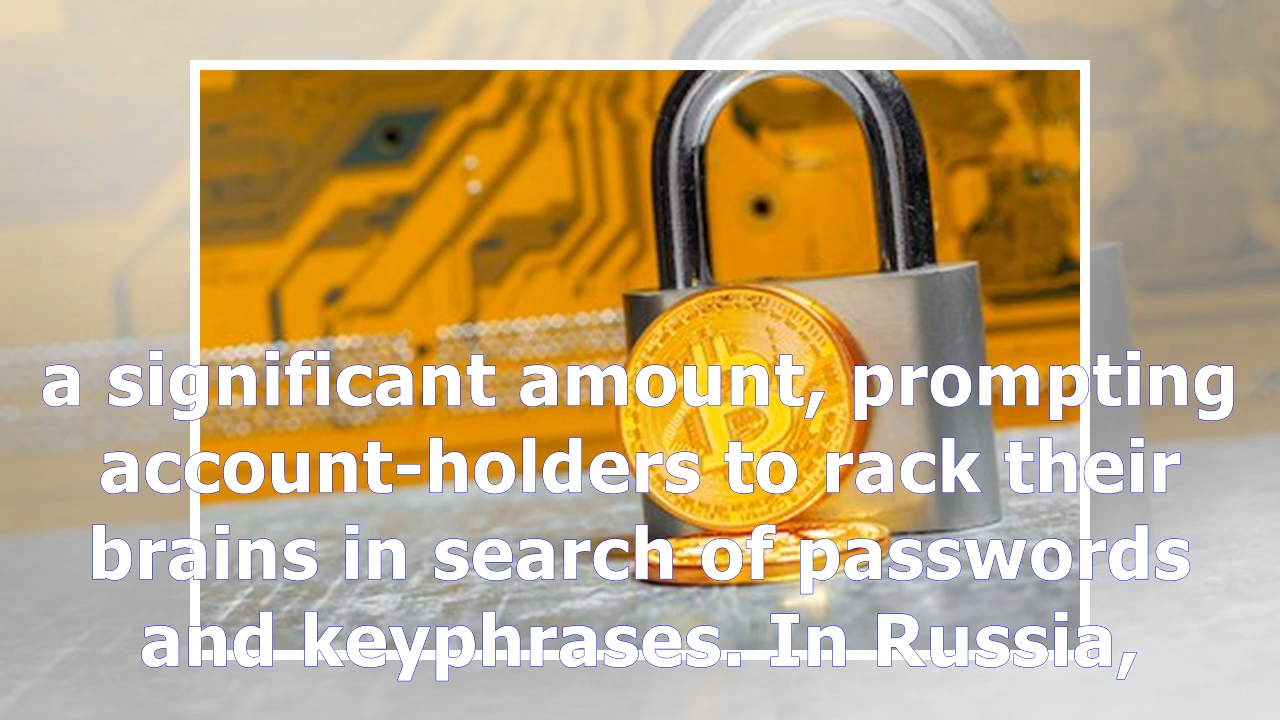 a significant amount, prompting
account-holders to rack their
brains in search of passwords
and keyphrases. In Russia,